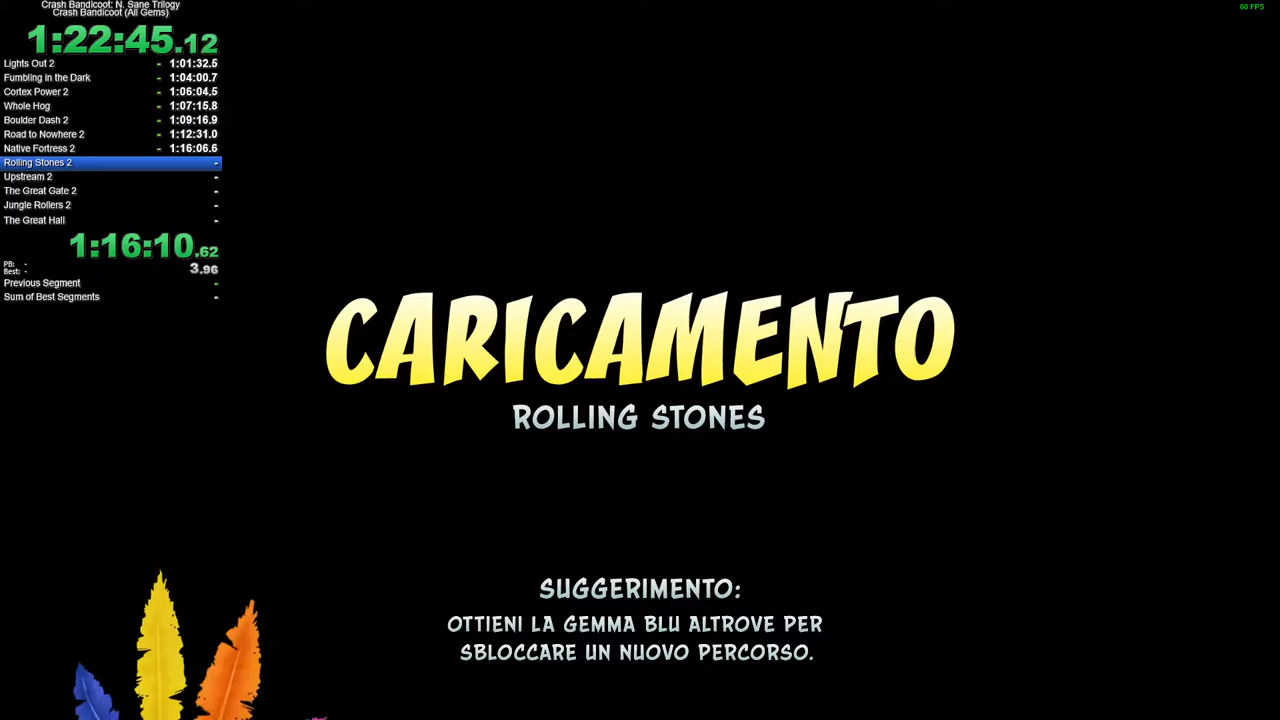 Crash Bandicoot: N. Sane Trilogy
Crash Bandicoot (All Gems)
1:22:45.12
Lights Out 2 - 1:01:32.5
Fumbling in the Dark - 1:04:00.7
Cortex Power 2 - 1:06:04.5
Whole Hog - 1:07:15.8
Boulder Dash 2 - 1:09:16.9
Road to Nowhere 2 - 1:12:31.0
Native Fortress 2 - 1:16:06.6
Rolling Stones 2 -
Upstream 2 -
The Great Gate 2 -
Jungle Rollers 2 -
The Great Hall -
1:16:10.62
PB: -
Best: - 3.96
Previous Segment -
Sum of Best Segments -
60 FPS
CARICAMENTO
ROLLING STONES
SUGGERIMENTO:
OTTIENI LA GEMMA BLU ALTROVE PER
SBLOCCARE UN NUOVO PERCORSO.